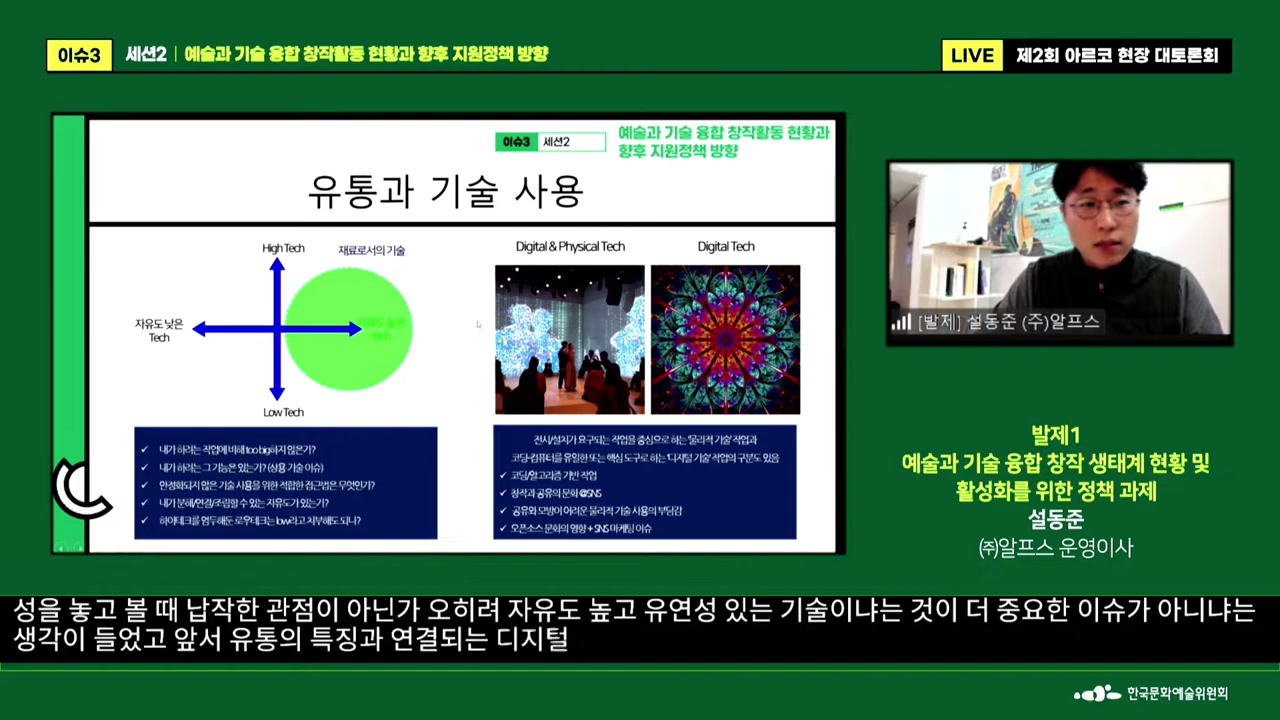 이슈3
세션2
예술과 기술 융합 창작활동 현황과 향후 지원정책 방향
LIVE
제2회 아르코 현장 대토론회
이슈3
세션2
예술과 기술 융합 창작활동 현황과
향후 지원정책 방향
유통과 기술 사용
High Tech
재료로서의 기술
자유도 낮은
Tech
자유도 높은
Tech
Low Tech
✓ 내가 하려는 작업에 비해 too big하지 않은가?
✓ 내가 하려는 그 기능은 있는가? (상용 기술 이슈)
✓ 안정화되지 않은 기술 사용을 위한 적합한 접근법은 무엇인가?
✓ 내가 분해/연결/조립할 수 있는 자유도가 있는가?
✓ 하이테크를 염두해둔 로우테크는 low라고 치부해도 되나?
Digital & Physical Tech
Digital Tech
전시/설치가 요구되는 작업을 중심으로 하는 '물리적 기술' 작업과
코딩-컴퓨터를 유일한 또는 핵심 도구로 하는 '디지털 기술' 작업의 구분도 있음
✓ 코딩/알고리즘 기반 작업
✓ 창작과 공유의 문화 @SNS
✓ 공유와 모방이 어려운 물리적 기술 사용의 부담감
✓ 오픈소스 문화의 영향 + SNS 마케팅 이슈
[발제] 설동준 (주)알프스
발제1
예술과 기술 융합 창작 생태계 현황 및
활성화를 위한 정책 과제
설동준
㈜알프스 운영이사
성을 놓고 볼 때 납작한 관점이 아닌가 오히려 자유도 높고 유연성 있는 기술이냐는 것이 더 중요한 이슈가 아니냐는
생각이 들었고 앞서 유통의 특징과 연결되는 디지털
한국문화예술위원회